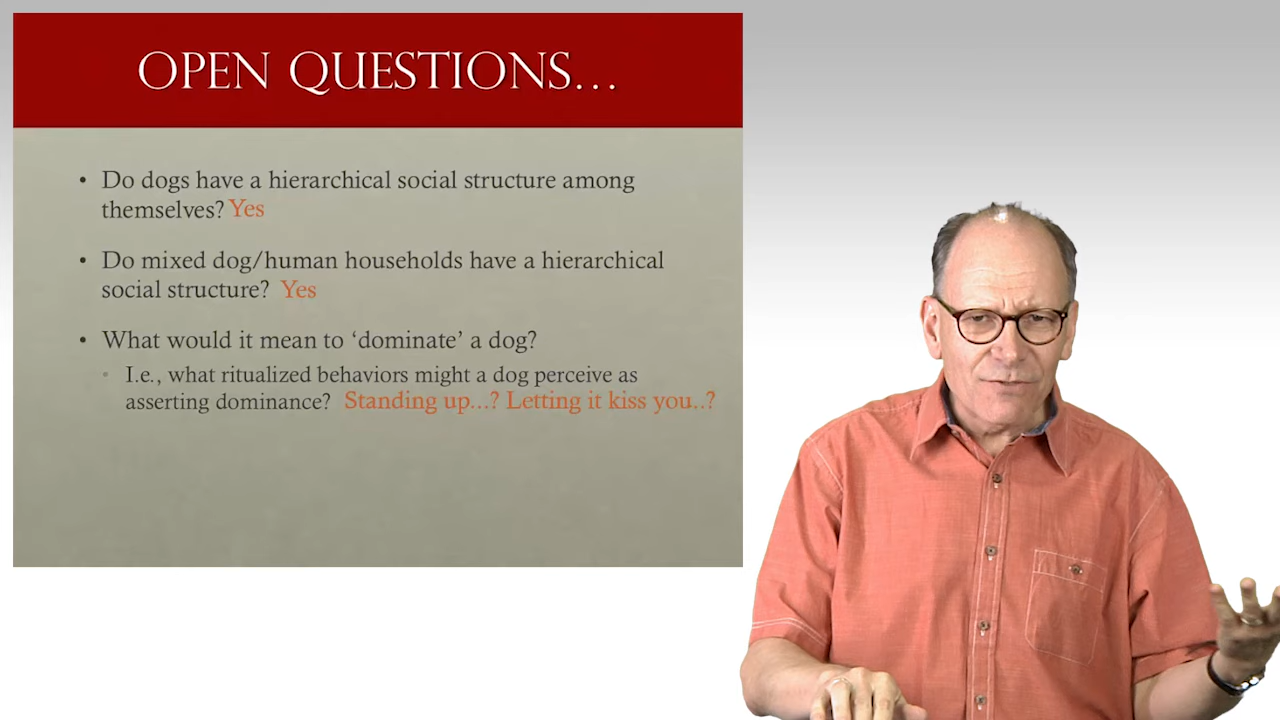 OPEN QUESTIONS…
• Do dogs have a hierarchical social structure among
themselves? Yes
• Do mixed dog/human households have a hierarchical
social structure? Yes
• What would it mean to ‘dominate’ a dog?
◦ I.e., what ritualized behaviors might a dog perceive as
asserting dominance? Standing up...? Letting it kiss you..?